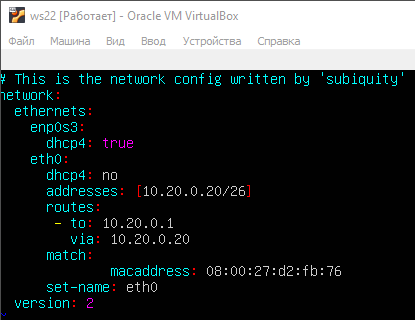 ws22 [Работает] - Oracle VM VirtualBox
Файл Машина Вид Ввод Устройства Справка
# This is the network config written by 'subiquity'
network:
  ethernets:
    enp0s3:
      dhcp4: true
    eth0:
      dhcp4: no
      addresses: [10.20.0.20/26]
      routes:
       - to: 10.20.0.1
         via: 10.20.0.20
      match:
              macaddress: 08:00:27:d2:fb:76
      set-name: eth0
  version: 2
~